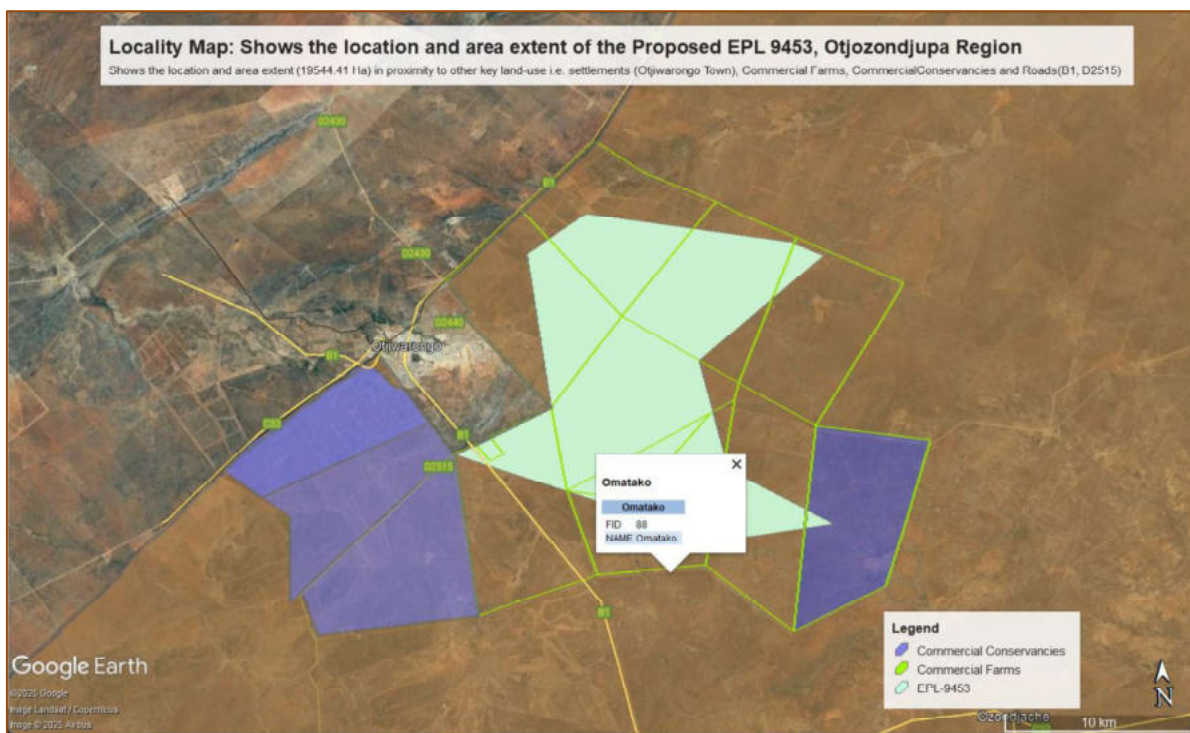 Locality Map: Shows the location and area extent of the Proposed EPL 9453, Otjozondjupa Region
Shows the location and area extent (19544.41 Ha) in proximity to other key land-use i.e. settlements (Otjiwarongo Town), Commercial Farms, CommercialConservancies and Roads(B1, D2515)
D2430
B1
D2430
D2440
Otjiwarongo
B1
C33
B1
D2515
Omatako
Omatako
FID 88
NAME Omatako
B1
Legend
Commercial Conservancies
Commercial Farms
EPL-9453
Google Earth
©2025 Google
Image Landsat / Copernicus
Image © 2025 Airbus
N
Ozondjache
10 km